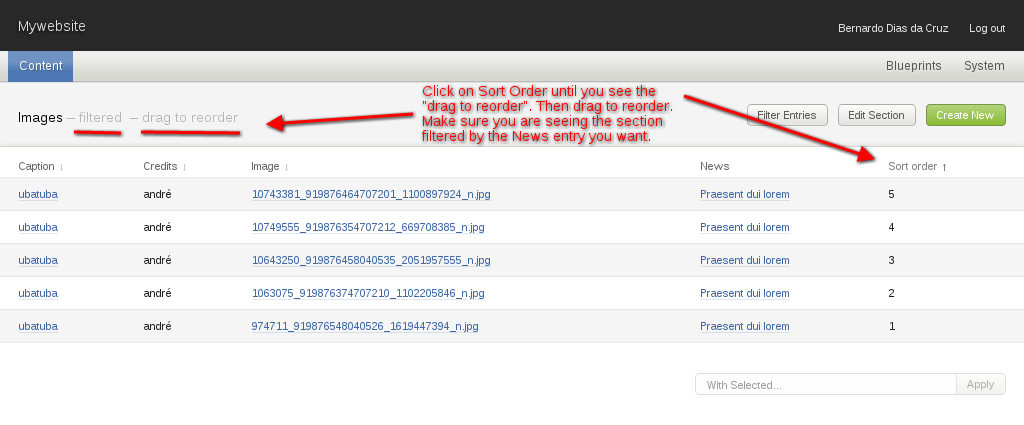 Mywebsite
Bernardo Dias da Cruz Log out
Content Blueprints System
Click on Sort Order until you see the
"drag to reorder". Then drag to reorder.
Make sure you are seeing the section
filtered by the News entry you want.
Images – filtered – drag to reorder
Filter Entries Edit Section Create New
Caption ↓ Credits ↓ Image ↓ News Sort order ↑
ubatuba andré 10743381_919876464707201_1100897924_n.jpg Praesent dui lorem 5
ubatuba andré 10749555_919876354707212_669708385_n.jpg Praesent dui lorem 4
ubatuba andré 10643250_919876458040535_2051957555_n.jpg Praesent dui lorem 3
ubatuba andré 1063075_919876374707210_1102205846_n.jpg Praesent dui lorem 2
ubatuba andré 974711_919876548040526_1619447394_n.jpg Praesent dui lorem 1
With Selected... Apply